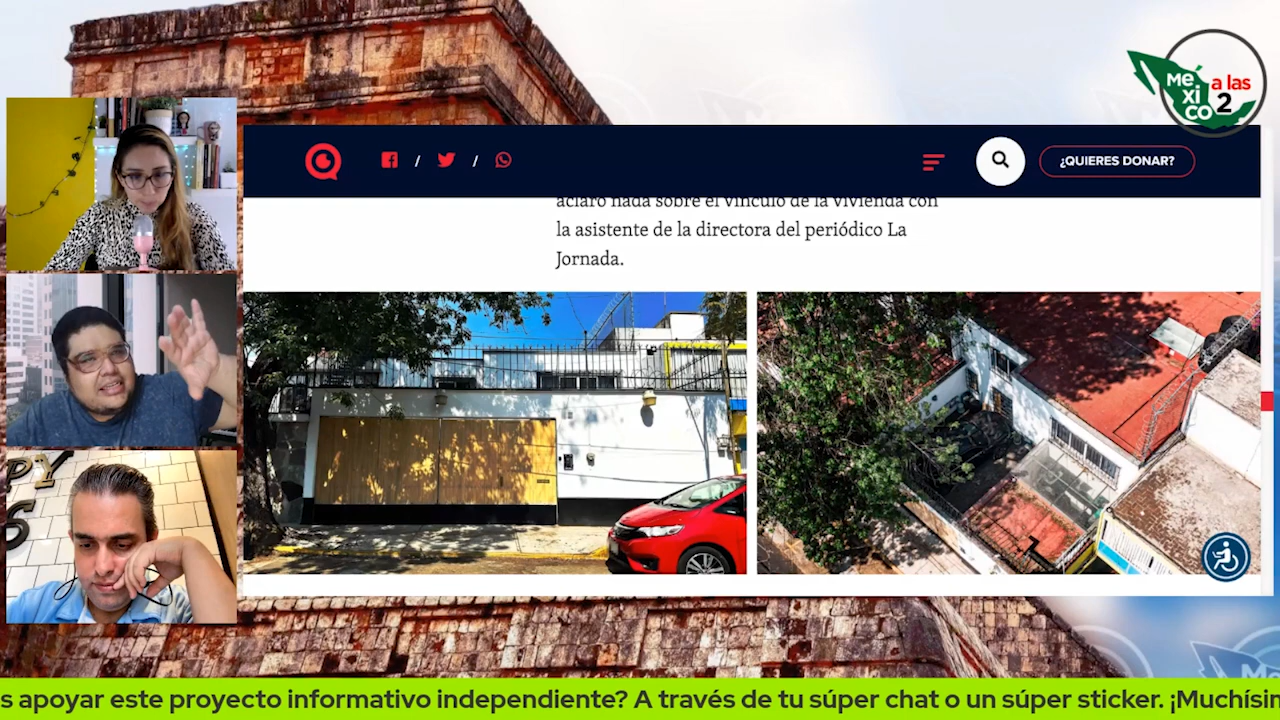 Mé
xi
co
a las
2
/
/
¿QUIERES DONAR?
aclaró nada sobre el vínculo de la vivienda con
la asistente de la directora del periódico La
Jornada.
PY
S
s apoyar este proyecto informativo independiente? A través de tu súper chat o un súper sticker. ¡Muchísin